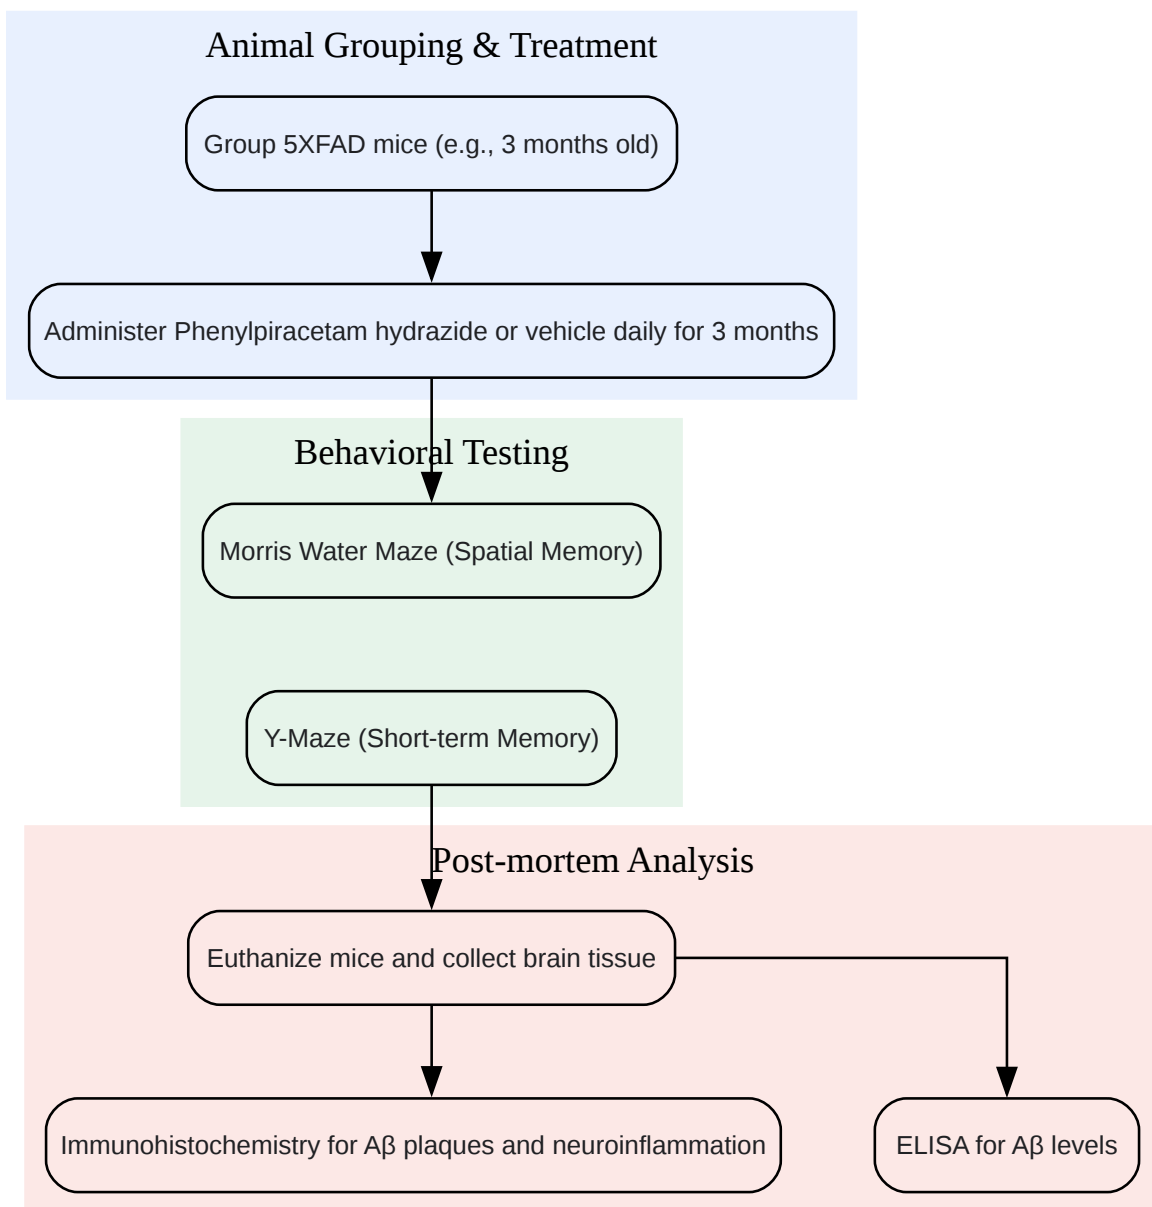 Animal Grouping & Treatment
Group 5XFAD mice (e.g., 3 months old)
Administer Phenylpiracetam hydrazide or vehicle daily for 3 months
Behavioral Testing
Morris Water Maze (Spatial Memory)
Y-Maze (Short-term Memory)
Post-mortem Analysis
Euthanize mice and collect brain tissue
Immunohistochemistry for Aβ plaques and neuroinflammation
ELISA for Aβ levels